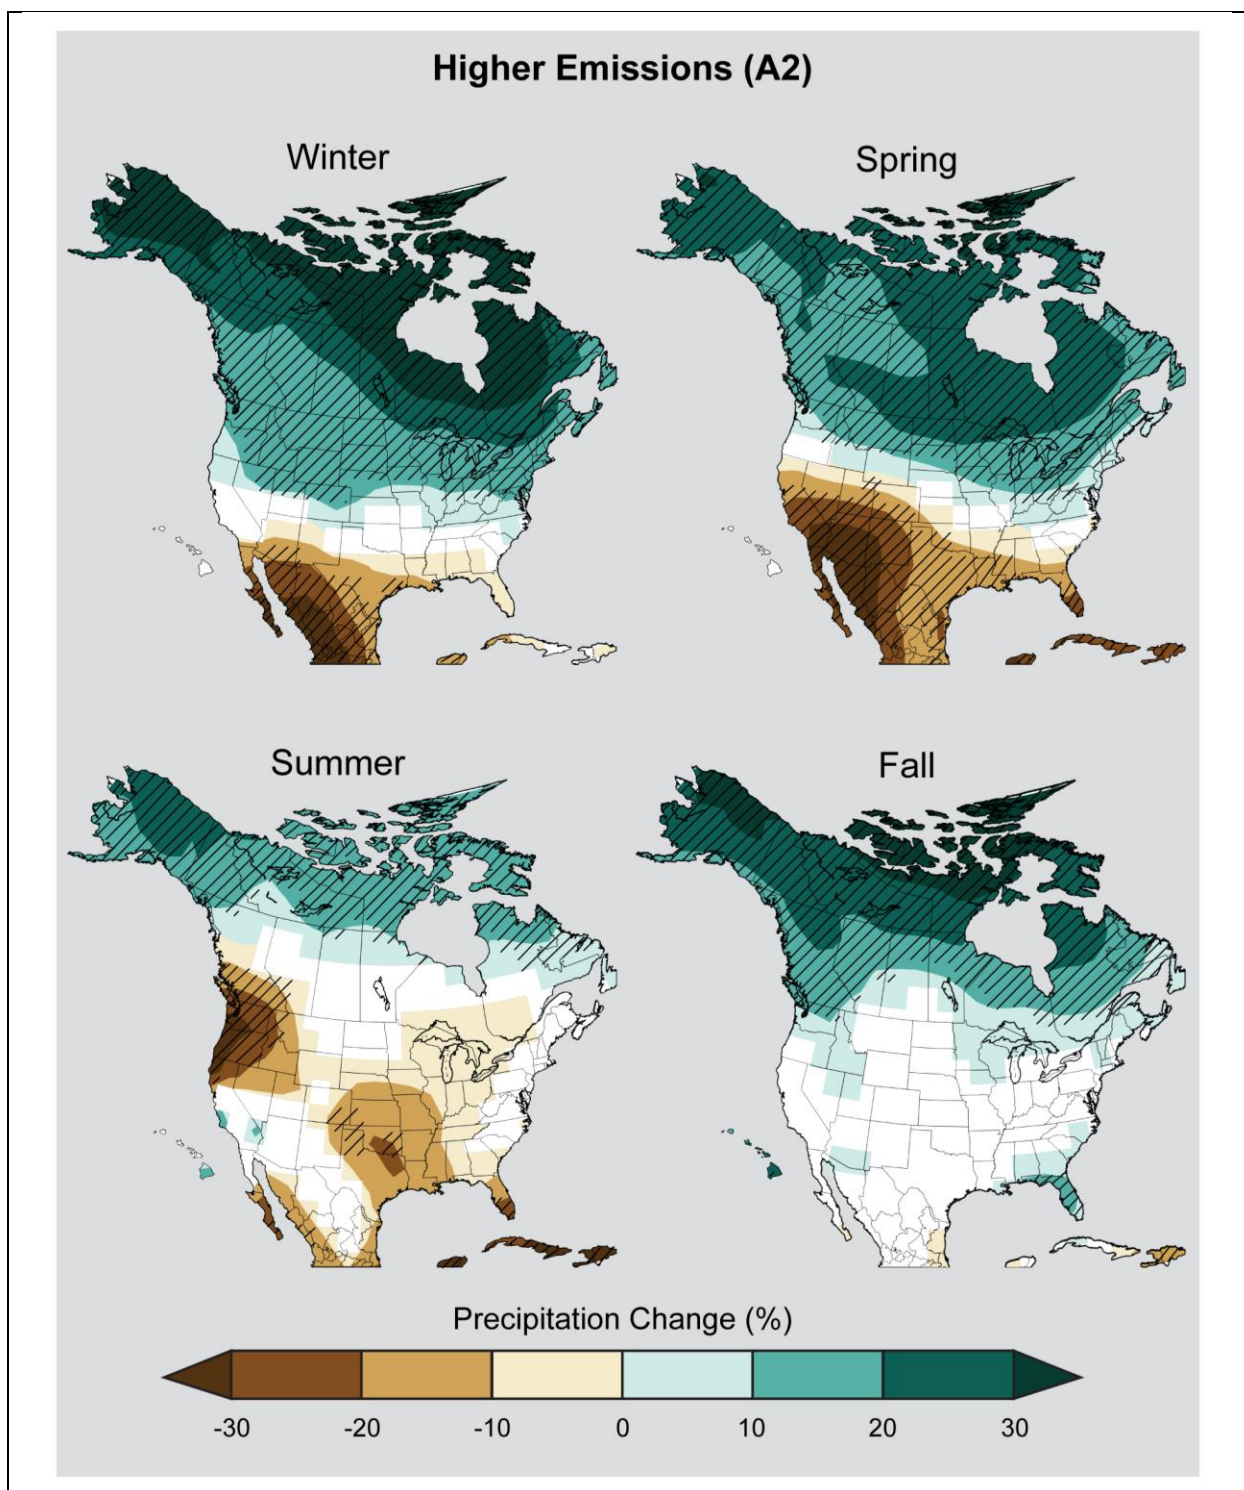 Higher Emissions (A2)
Winter
Spring
Summer
Fall
Precipitation Change (%)
-30 -20 -10 0 10 20 30